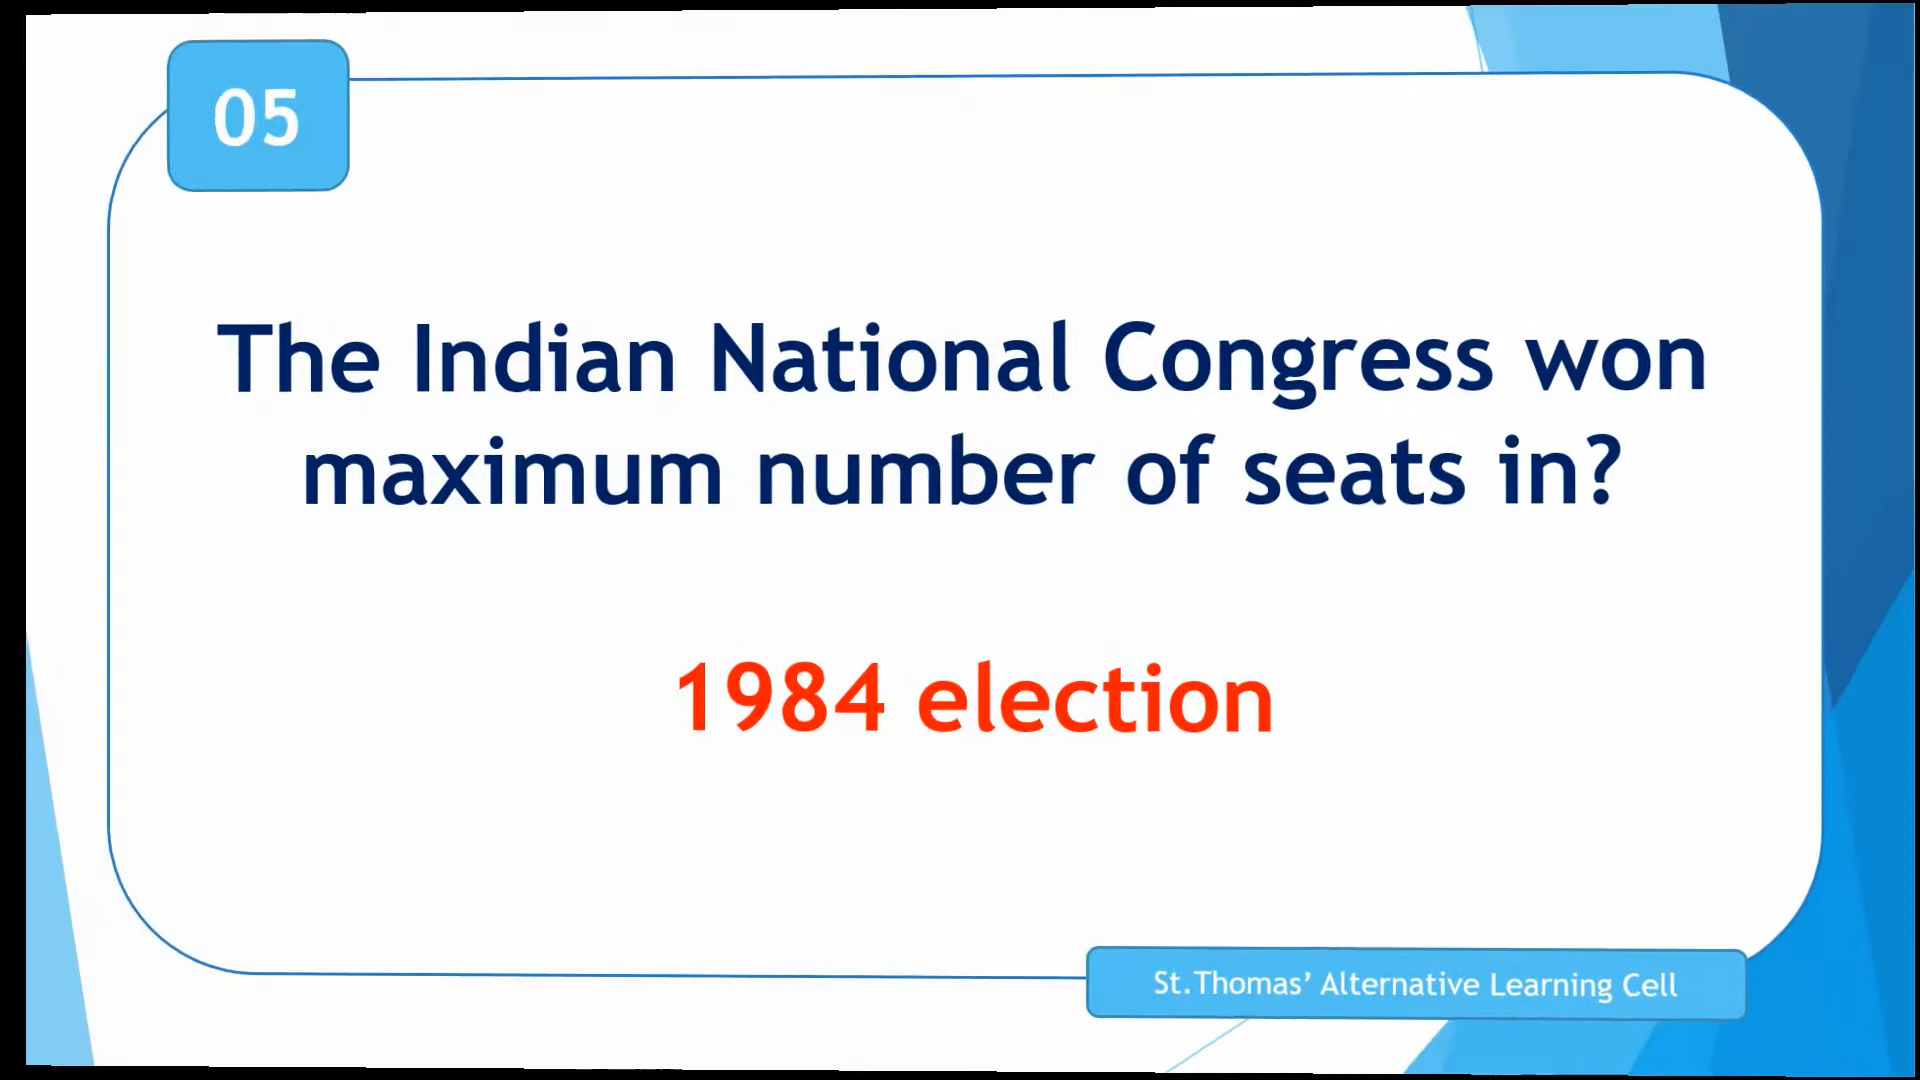 05
The Indian National Congress won
maximum number of seats in?
1984 election
St.Thomas’ Alternative Learning Cell